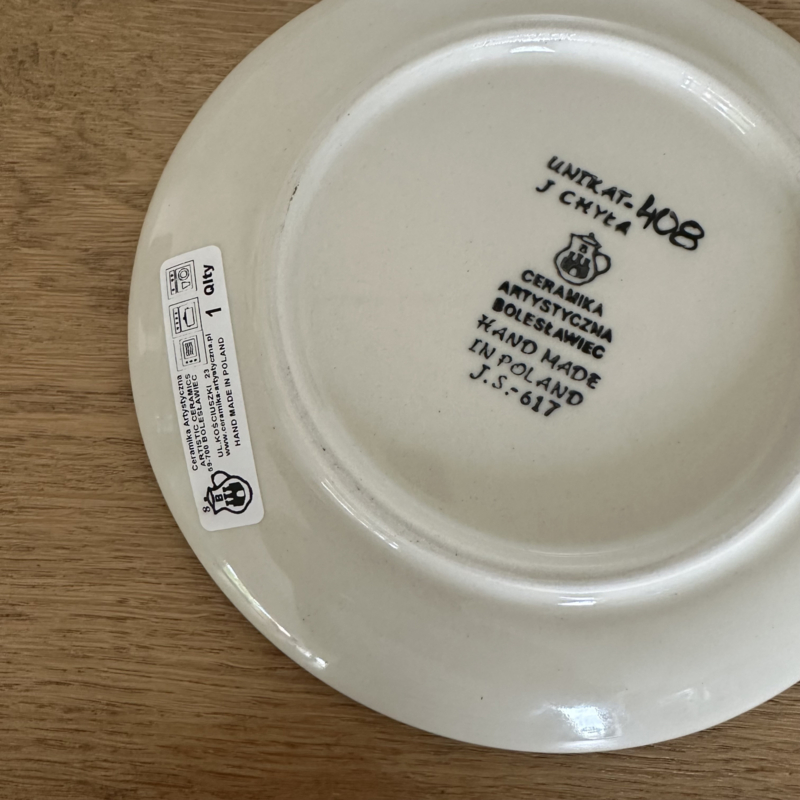 UNIKAT-408
J CHYŁA
B
CERAMIKA
ARTYSTYCZNA
BOLESŁAWIEC
HAND MADE
IN POLAND
J.S.-617
1 Qlty
Ceramika Artystyczna
ARTISTIC CERAMICS
59-700 BOLESŁAWIEC
UL.KOŚCIUSZKI 23
www.ceramika-artystyczna.pl
HAND MADE IN POLAND
8
B